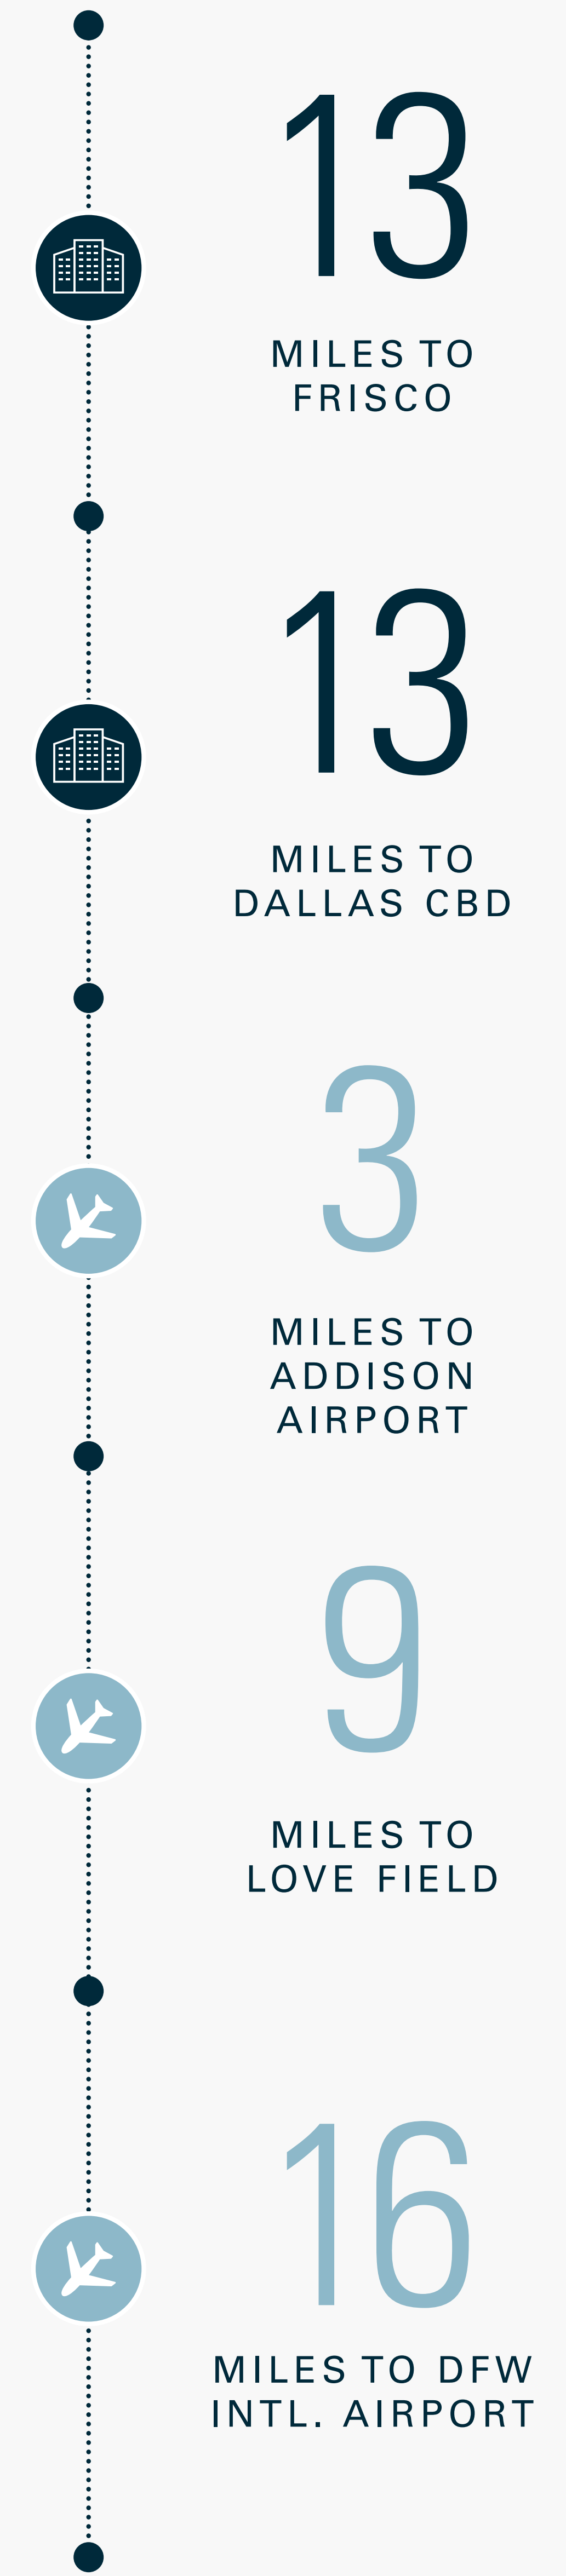 13
MILES TO
FRISCO
13
MILES TO
DALLAS CBD
3
MILES TO
ADDISON
AIRPORT
9
MILES TO
LOVE FIELD
16
MILES TO DFW
INTL. AIRPORT